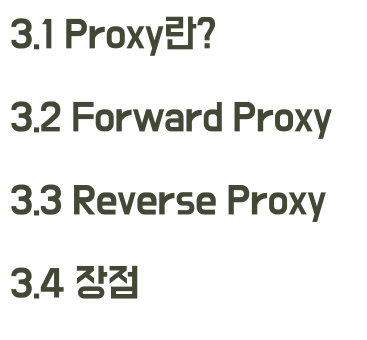 3.1 Proxy란?
3.2 Forward Proxy
3.3 Reverse Proxy
3.4 장점